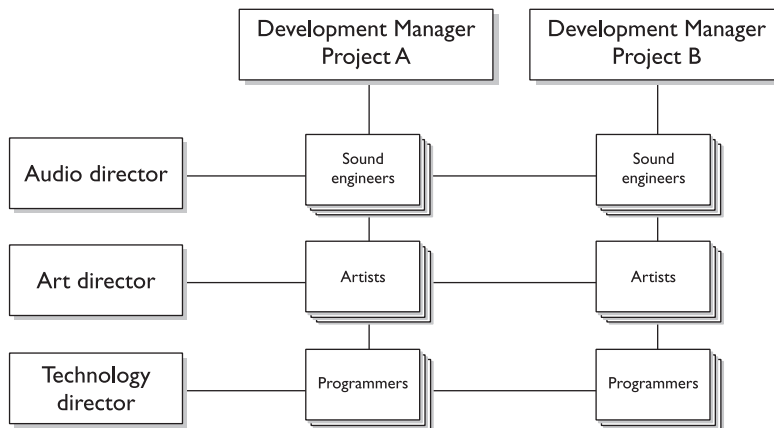 Development Manager
Project A
Development Manager
Project B
Audio director
Sound
engineers
Sound
engineers
Art director
Artists
Artists
Technology
director
Programmers
Programmers